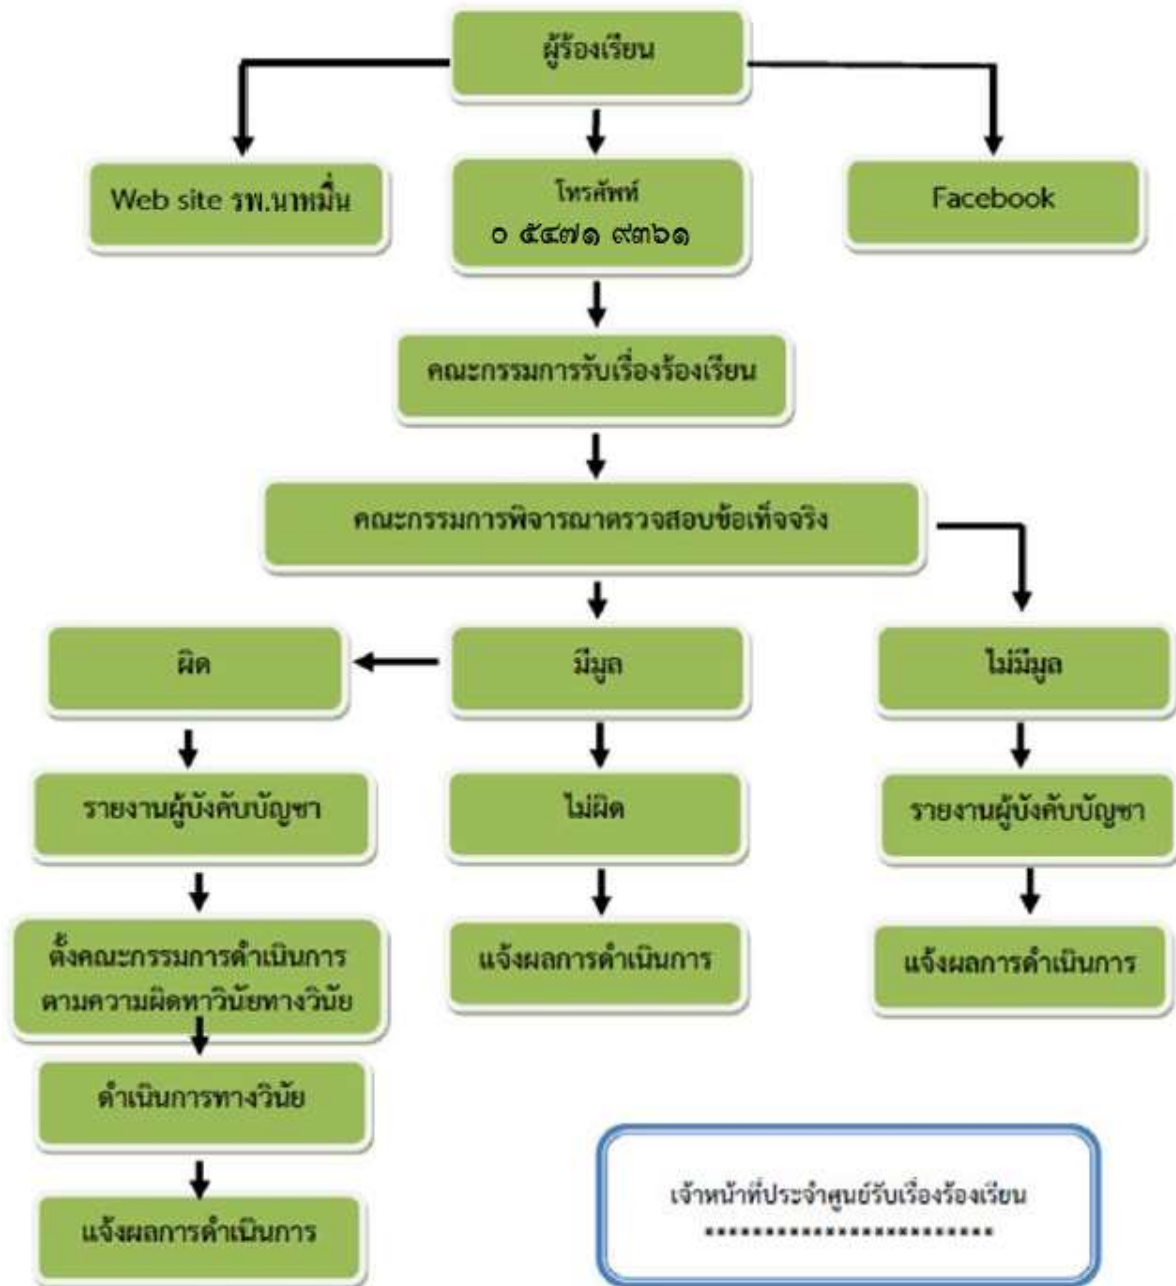 ผู้ร้องเรียน
Web site รพ.นาหมื่น
โทรศัพท์
๐ ๕๔๗๑ ๙๓๖๑
Facebook
คณะกรรมการรับเรื่องร้องเรียน
คณะกรรมการพิจารณาตรวจสอบข้อเท็จจริง
ผิด
มีมูล
ไม่มีมูล
รายงานผู้บังคับบัญชา
ไม่ผิด
รายงานผู้บังคับบัญชา
ตั้งคณะกรรมการดำเนินการ
ตามความผิดทาวินัยทางวินัย
แจ้งผลการดำเนินการ
แจ้งผลการดำเนินการ
ดำเนินการทางวินัย
แจ้งผลการดำเนินการ
เจ้าหน้าที่ประจำศูนย์รับเรื่องร้องเรียน
************************